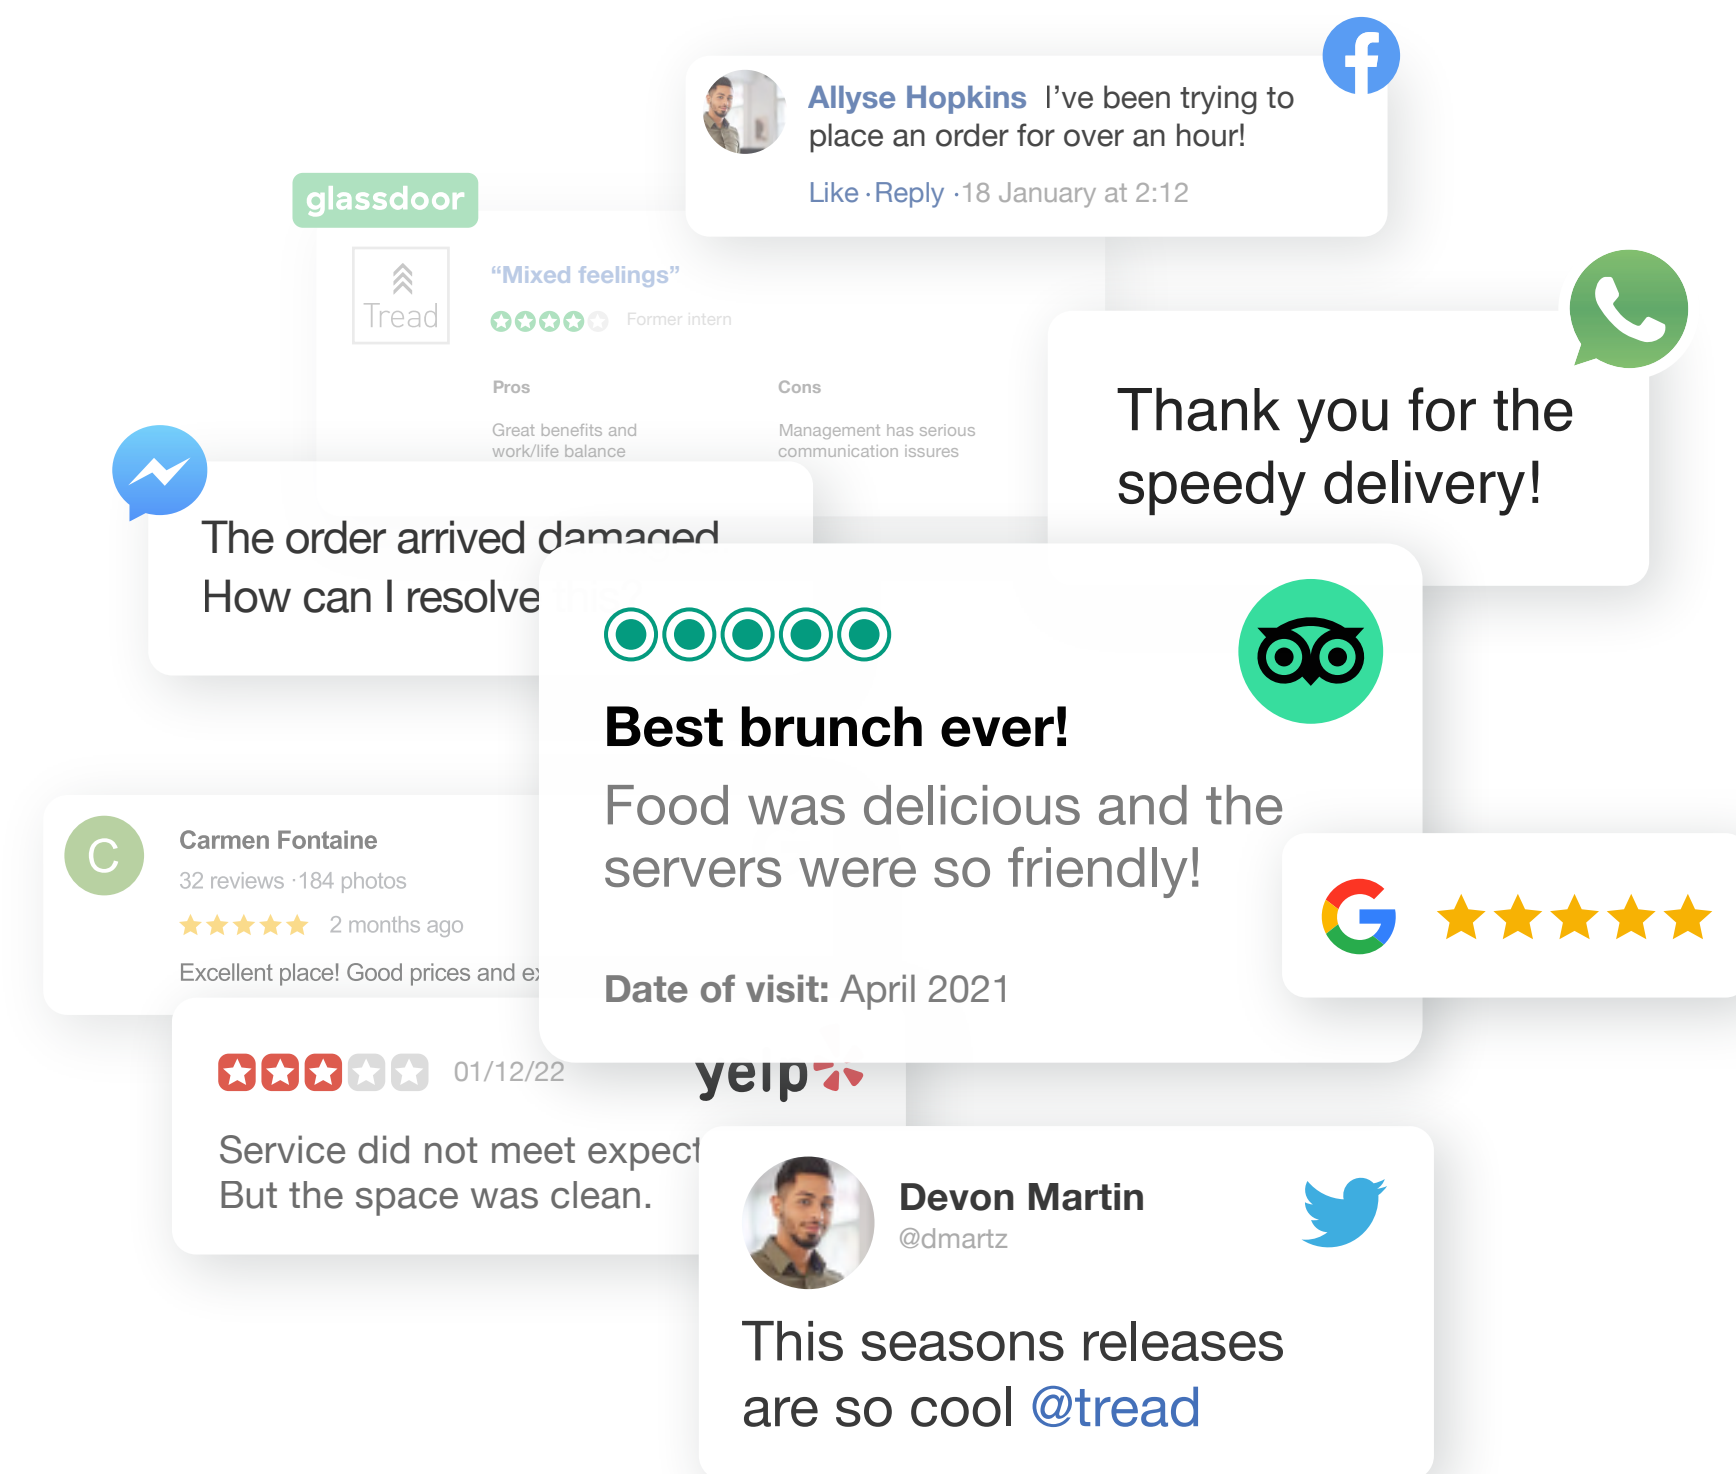 Allyse Hopkins I've been trying to
place an order for over an hour!
Like · Reply · 18 January at 2:12
glassdoor
Tread
“Mixed feelings”
Former intern
Pros
Great benefits and
work/life balance
Cons
Management has serious
communication issures
Thank you for the
speedy delivery!
The order arrived damaged
How can I resolve this?
Best brunch ever!
Food was delicious and the
servers were so friendly!
Date of visit: April 2021
C
Carmen Fontaine
32 reviews · 184 photos
2 months ago
Excellent place! Good prices and
01/12/22
yelp
Service did not meet
But the space was clean.
Devon Martin
@dmartz
This seasons releases
are so cool @tread